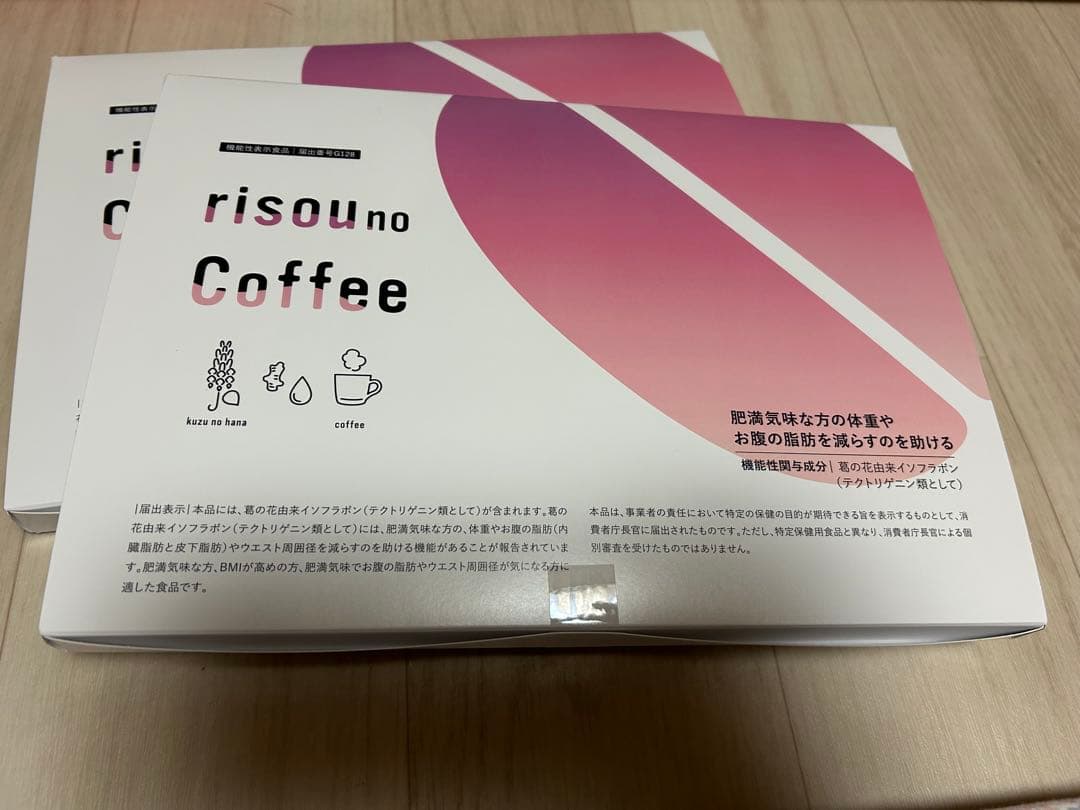 機能性表示食品|届出番号G128
risou no
Coffee
kuzu no hana
coffee
肥満気味な方の体重や
お腹の脂肪を減らすのを助ける
機能性関与成分| 葛の花由来イソフラボン
(テクトリゲニン類として)
|届出表示|本品には、葛の花由来イソフラボン(テクトリゲニン類として)が含まれます。葛の
花由来イソフラボン(テクトリゲニン類として)には、肥満気味な方の、体重やお腹の脂肪(内
臓脂肪と皮下脂肪)やウエスト周囲径を減らすのを助ける機能があることが報告されていま
す。肥満気味な方、BMIが高めの方、肥満気味でお腹の脂肪やウエスト周囲径が気になる方に
適した食品です。
本品は、事業者の責任において特定の保健の目的が期待できる旨を表示するものとして、消
費者庁長官に届出されたものです。ただし、特定保健用食品と異なり、消費者庁長官による個
別審査を受けたものではありません。
機能性表示
ri
C